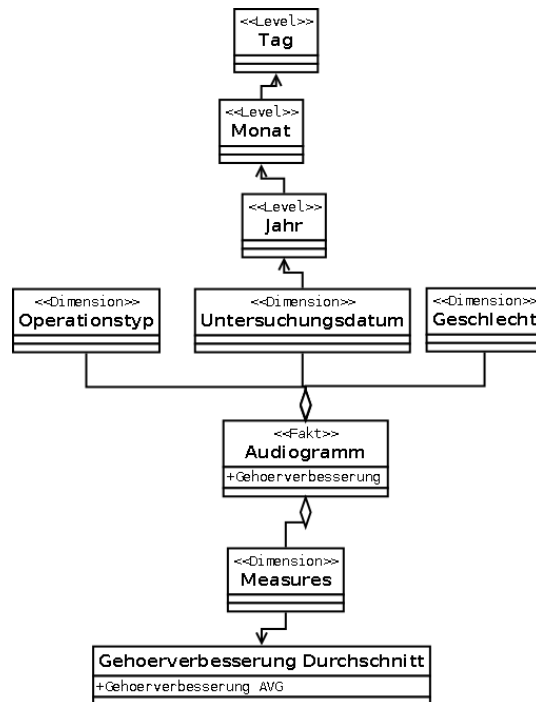 <<Level>>
Tag
<<Level>>
Monat
<<Level>>
Jahr
<<Dimension>>
Operationstyp
<<Dimension>>
Untersuchungsdatum
<<Dimension>>
Geschlecht
<<Fakt>>
Audiogramm
+Gehoerverbesserung
<<Dimension>>
Measures
Gehoerverbesserung Durchschnitt
+Gehoerverbesserung AVG